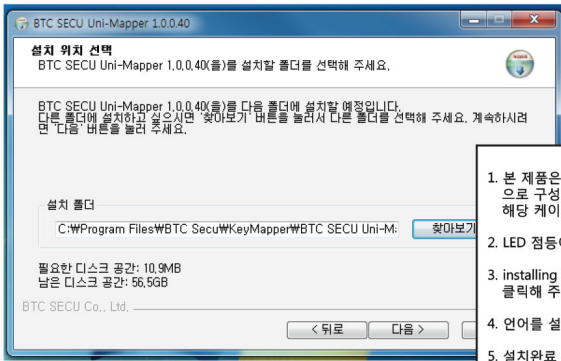 BTC SECU Uni-Mapper 1.0.0.40
설치 위치 선택
BTC SECU Uni-Mapper 1.0.0.40(을)를 설치할 폴더를 선택해 주세요.
BTC SECU Uni-Mapper 1.0.0.40(을)를 다음 폴더에 설치할 예정입니다.
다른 폴더에 설치하고 싶으시면 '찾아보기' 버튼을 눌러서 다른 폴더를 선택해 주세요. 계속하시려
면 '다음' 버튼을 눌러 주세요.
설치 폴더
C:₩Program Files₩BTC Secu₩KeyMapper₩BTC SECU Uni-M
찾아보기
필요한 디스크 공간: 10.9MB
남은 디스크 공간: 56.5GB
BTC SECU Co., Ltd.
< 뒤로
다음 >
1. 본 제품은
으로 구성
해당 케이
2. LED 점등
3. installing
클릭해 주
4. 언어를 설
5. 설치완료